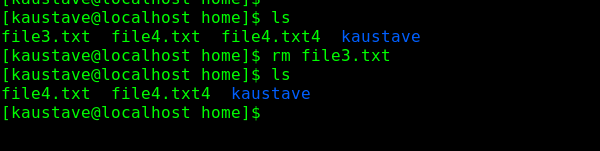 [kaustave@localhost home]$ ls
file3.txt  file4.txt  file4.txt4  kaustave
[kaustave@localhost home]$ rm file3.txt
[kaustave@localhost home]$ ls
file4.txt  file4.txt4  kaustave
[kaustave@localhost home]$